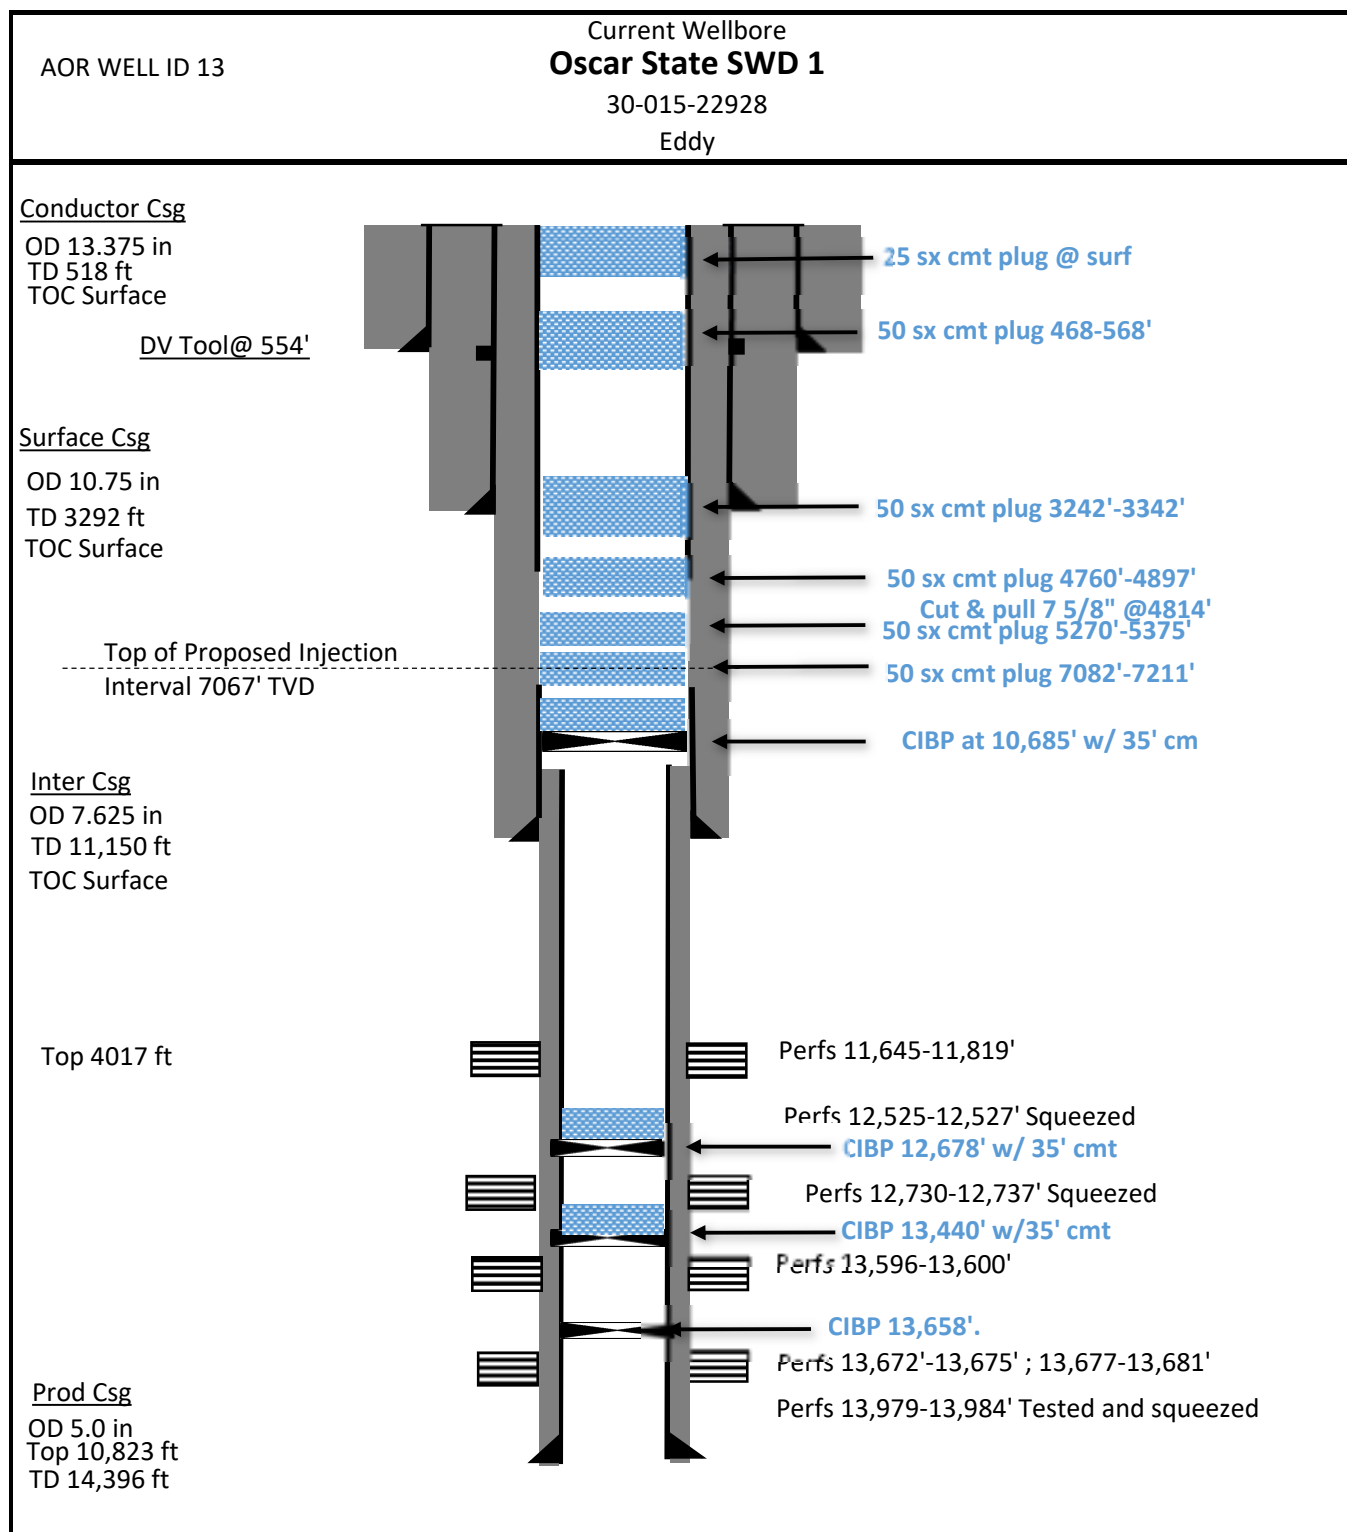 Current Wellbore
AOR WELL ID 13
Oscar State SWD 1
30-015-22928
Eddy
Conductor Csg
OD 13.375 in
TD 518 ft
TOC Surface
25 sx cmt plug @ surf
50 sx cmt plug 468-568'
DV Tool@ 554'
Surface Csg
OD 10.75 in
TD 3292 ft
TOC Surface
50 sx cmt plug 3242'-3342'
50 sx cmt plug 4760'-4897'
Cut & pull 7 5/8" @4814'
50 sx cmt plug 5270'-5375'
Top of Proposed Injection
Interval 7067' TVD
50 sx cmt plug 7082'-7211'
CIBP at 10,685' w/ 35' cm
Inter Csg
OD 7.625 in
TD 11,150 ft
TOC Surface
Top 4017 ft
Perfs 11,645-11,819'
Perfs 12,525-12,527' Squeezed
CIBP 12,678' w/ 35' cmt
Perfs 12,730-12,737' Squeezed
CIBP 13,440' w/35' cmt
Perfs 13,596-13,600'
CIBP 13,658'.
Perfs 13,672'-13,675' ; 13,677-13,681'
Perfs 13,979-13,984' Tested and squeezed
Prod Csg
OD 5.0 in
Top 10,823 ft
TD 14,396 ft